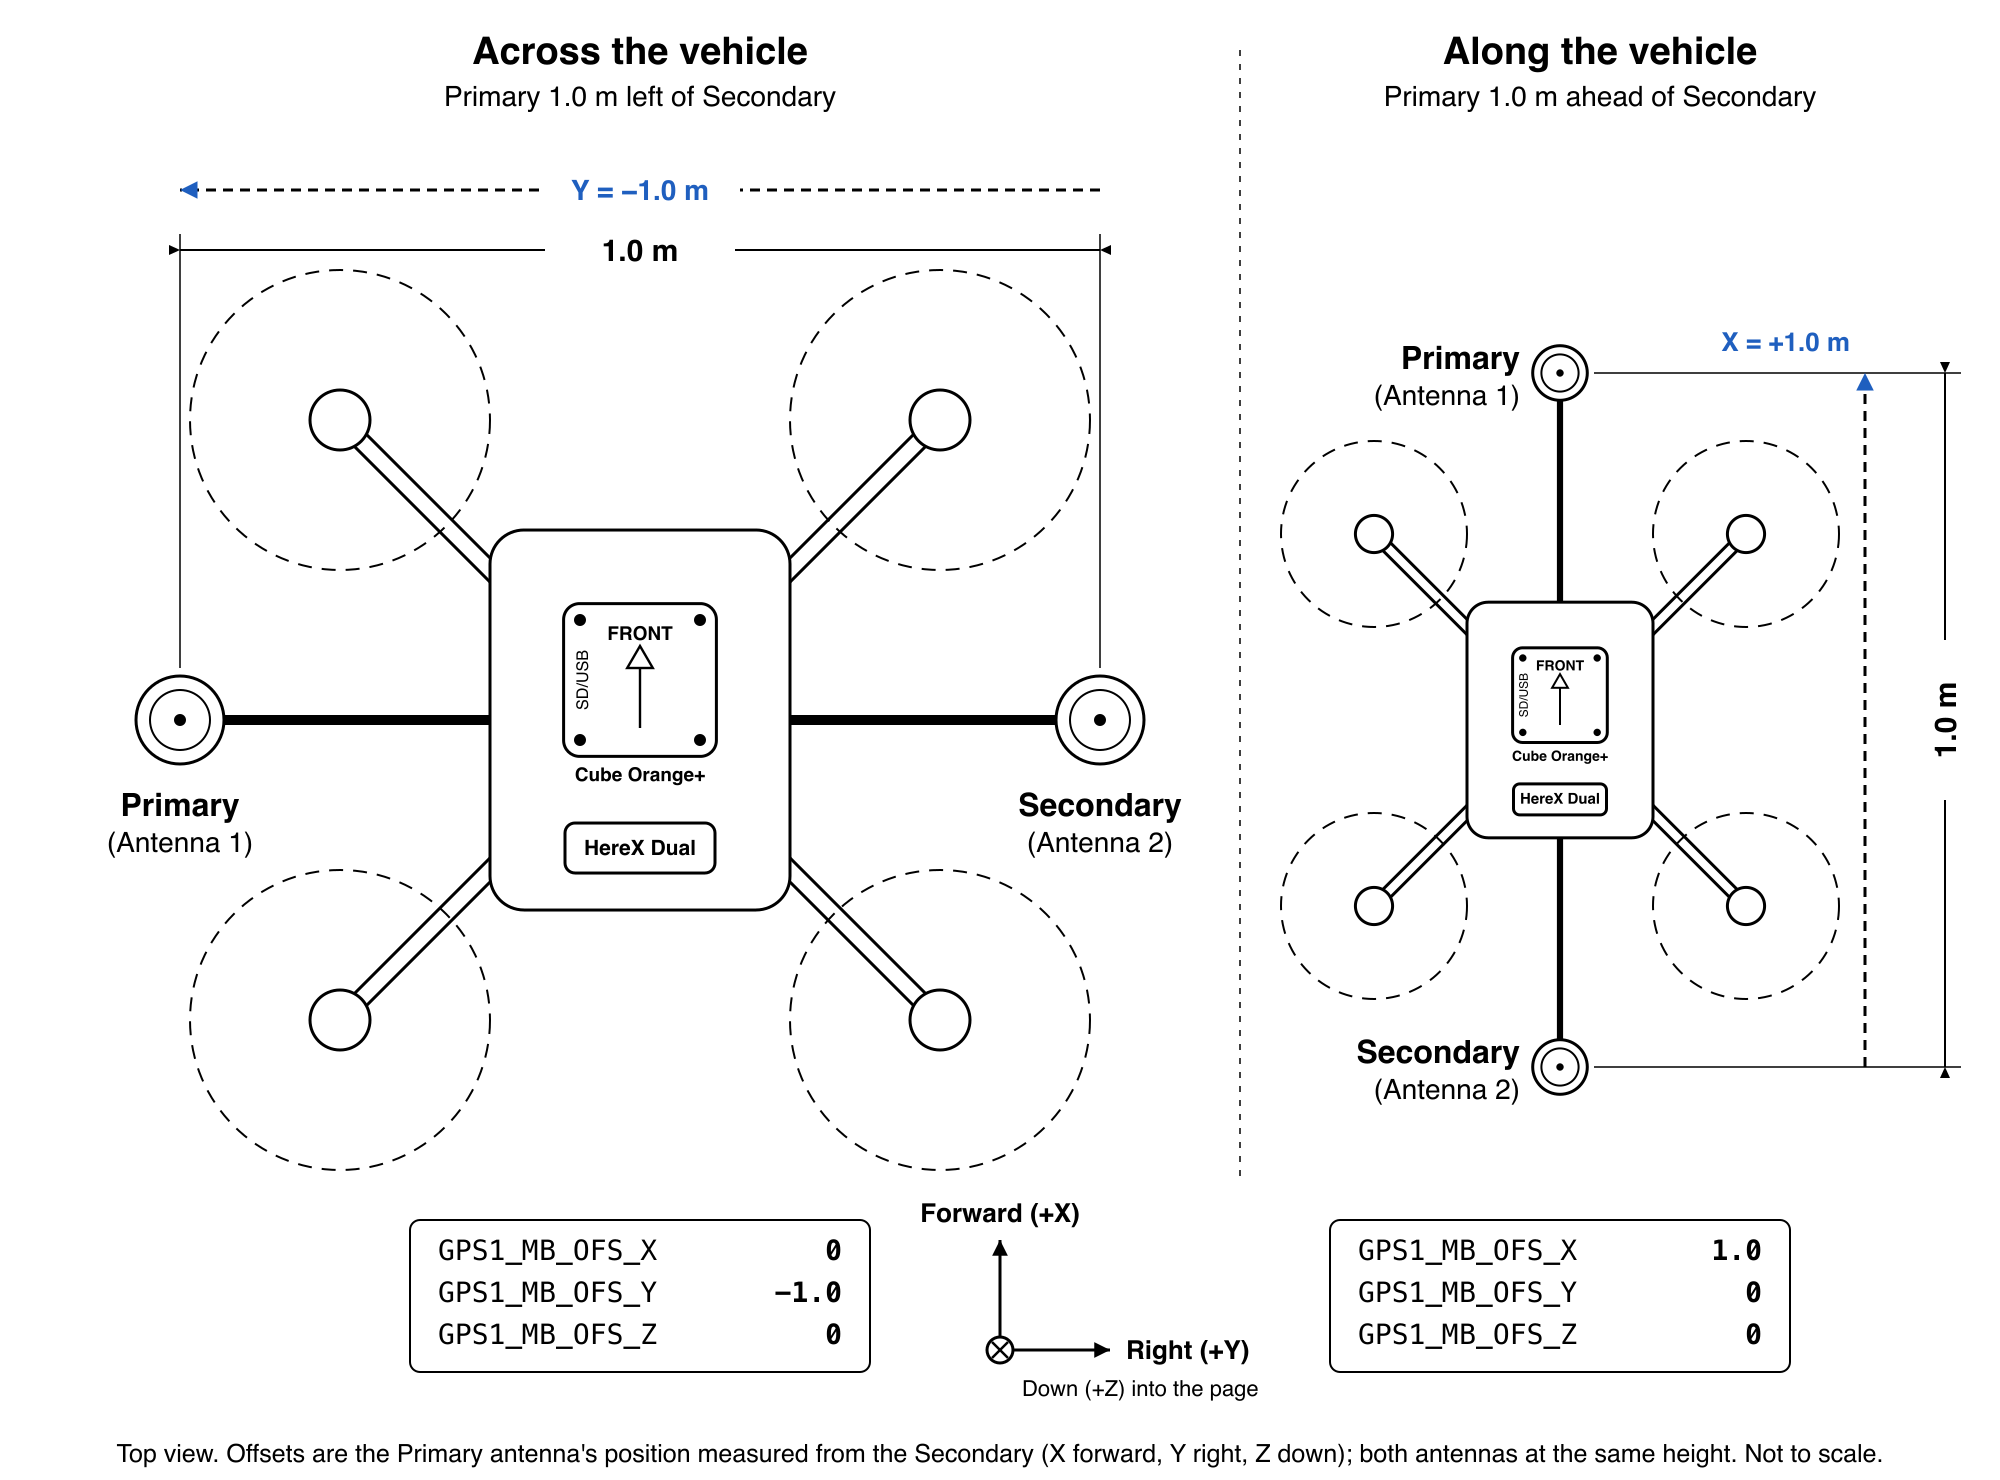 Across the vehicle
Primary 1.0 m left of Secondary
Y = –1.0 m
1.0 m
FRONT
SD/USB
Cube Orange+
HereX Dual
Primary
(Antenna 1)
Secondary
(Antenna 2)
GPS1_MB_OFS_X 0
GPS1_MB_OFS_Y –1.0
GPS1_MB_OFS_Z 0
Along the vehicle
Primary 1.0 m ahead of Secondary
X = +1.0 m
Primary
(Antenna 1)
FRONT
SD/USB
Cube Orange+
HereX Dual
1.0 m
Secondary
(Antenna 2)
Forward (+X)
Right (+Y)
Down (+Z) into the page
GPS1_MB_OFS_X 1.0
GPS1_MB_OFS_Y 0
GPS1_MB_OFS_Z 0
Top view. Offsets are the Primary antenna's position measured from the Secondary (X forward, Y right, Z down); both antennas at the same height. Not to scale.